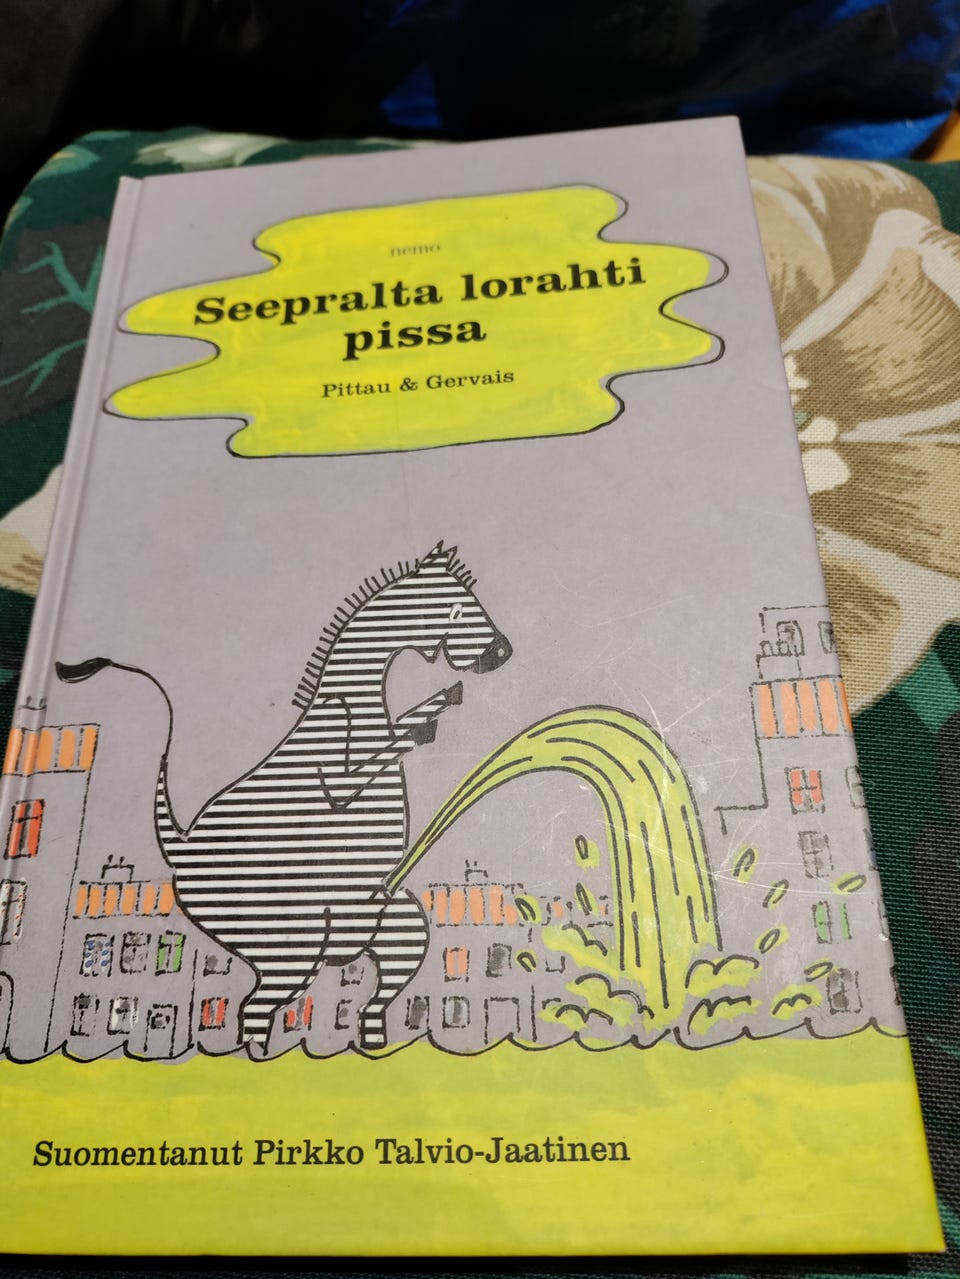 nemo
Seepralta lorahti
pissa
Pittau & Gervais
Suomentanut Pirkko Talvio-Jaatinen